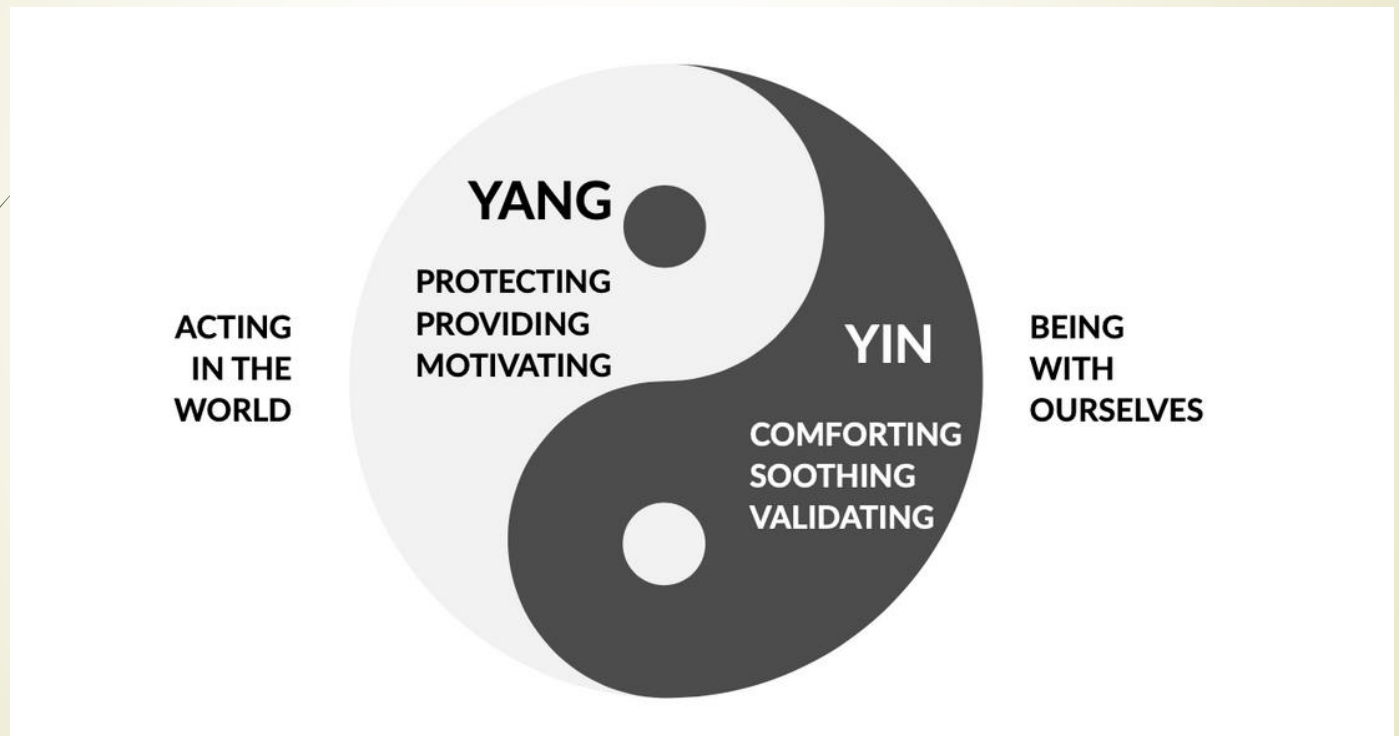 YANG
PROTECTING
PROVIDING
MOTIVATING
ACTING
IN THE
WORLD
YIN
COMFORTING
SOOTHING
VALIDATING
BEING
WITH
OURSELVES